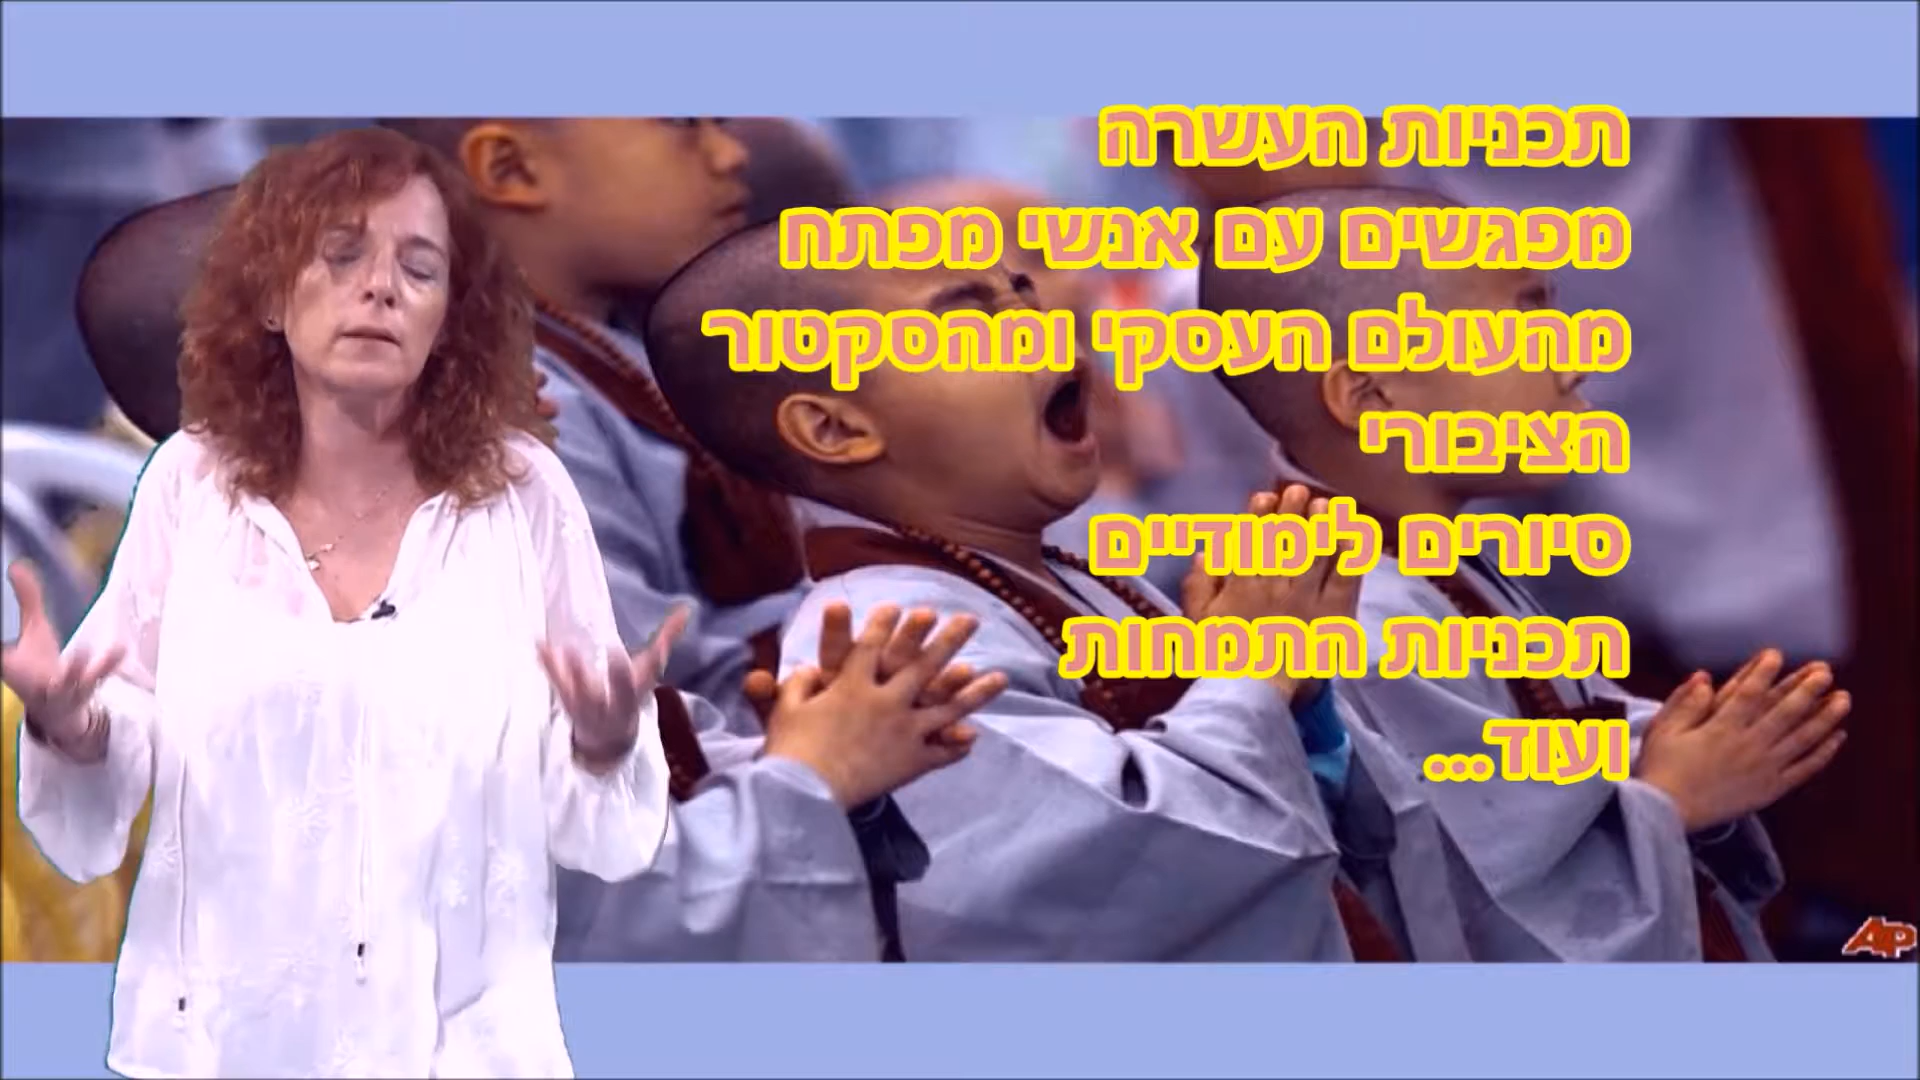 תכניות העשרה
מפגשים עם אנשי מפתח
מהעולם העסקי ומהסקטור
הציבורי
סיורים לימודיים
תכניות התמחות
ועוד...
AP